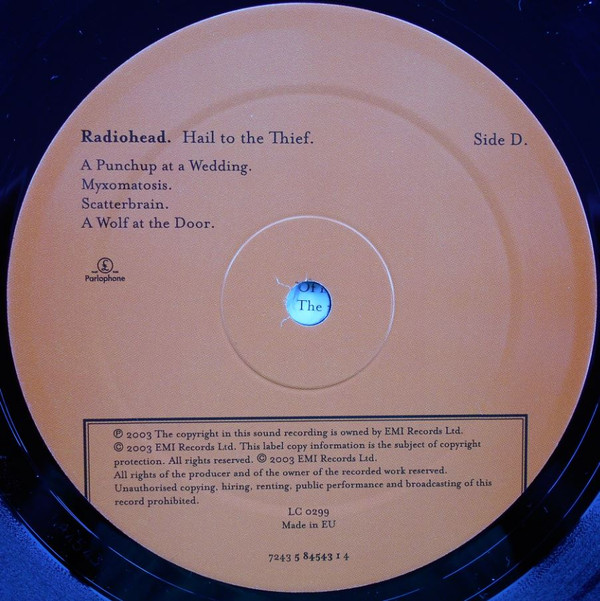 Radiohead. Hail to the Thief.
Side D.
A Punchup at a Wedding.
Myxomatosis.
Scatterbrain.
A Wolf at the Door.
£
Parlophone
The
℗ 2003 The copyright in this sound recording is owned by EMI Records Ltd.
© 2003 EMI Records Ltd. This label copy information is the subject of copyright
protection. All rights reserved. © 2003 EMI Records Ltd.
All rights of the producer and of the owner of the recorded work reserved.
Unauthorised copying, hiring, renting, public performance and broadcasting of this
record prohibited.
LC 0299
Made in EU
7243 5 84543 1 4